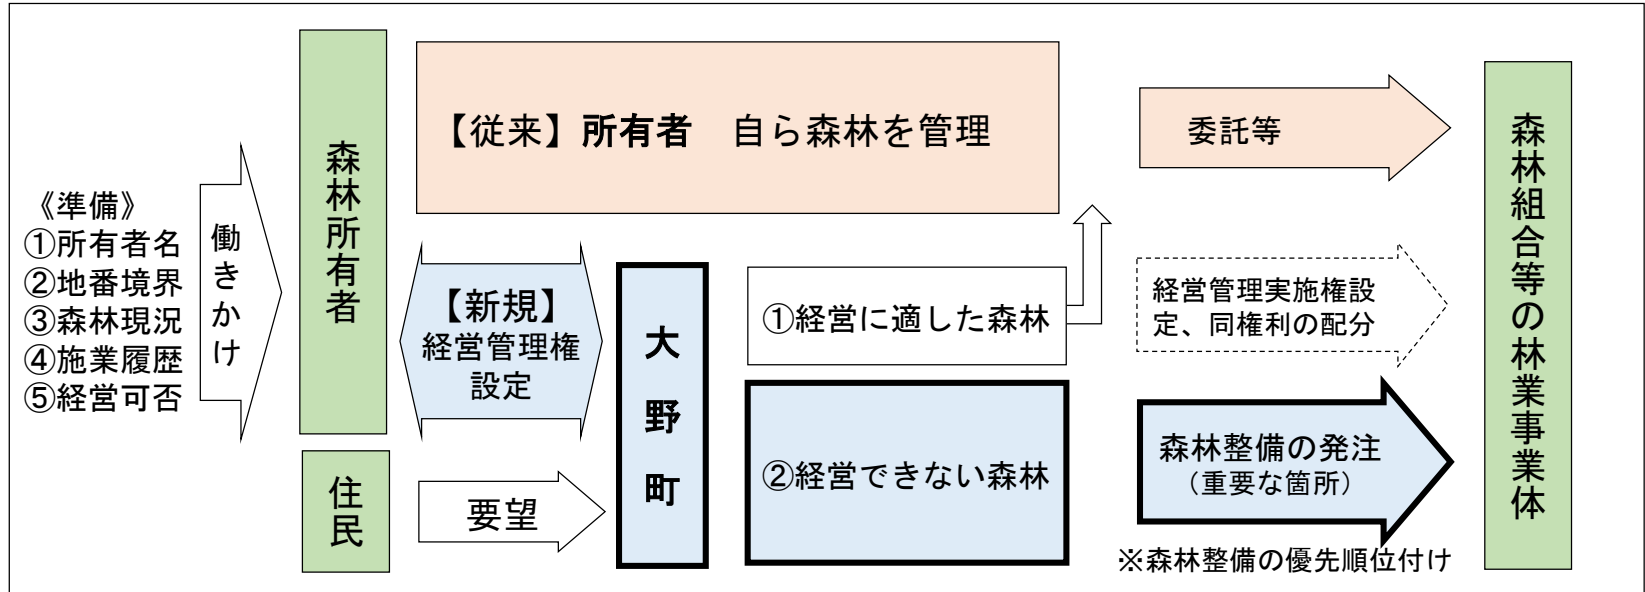 《準備》
①所有者名
②地番境界
③森林現況
④施業履歴
⑤経営可否
働きかけ
森林所有者
住民
【従来】所有者　自ら森林を管理
委託等
【新規】
経営管理権
設定
要望
大野町
①経営に適した森林
②経営できない森林
経営管理実施権設
定、同権利の配分
森林整備の発注
（重要な箇所）
※森林整備の優先順位付け
森林組合等の林業事業体